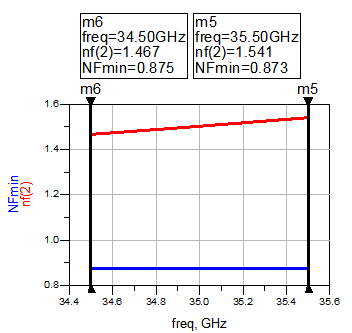 m6
freq=34.50GHz
nf(2)=1.467
NFmin=0.875
m5
freq=35.50GHz
nf(2)=1.541
NFmin=0.873
m6
m5
1.6
1.4
1.2
1.0
0.8
NFmin
nf(2)
34.4
34.6
34.8
35.0
35.2
35.4
35.6
freq, GHz